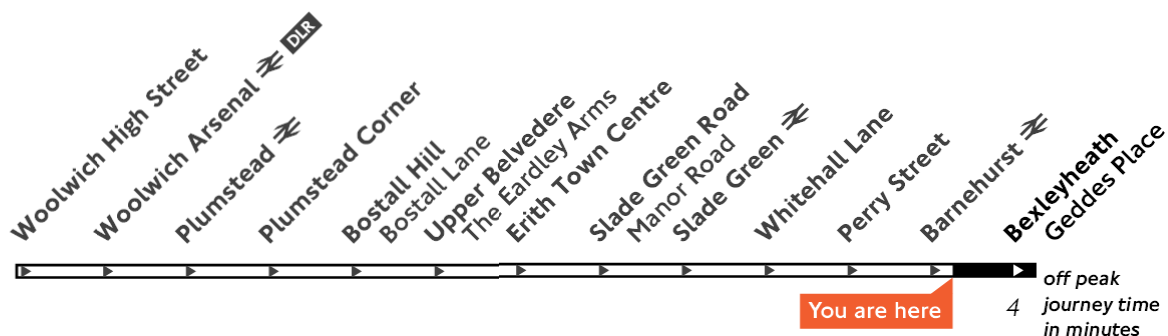 Woolwich High Street
Woolwich Arsenal DLR
Plumstead
Plumstead Corner
Bostall Hill
Bostall Lane
Upper Belvedere
The Eardley Arms
Erith Town Centre
Slade Green Road
Manor Road
Slade Green
Whitehall Lane
Perry Street
Barnehurst
Bexleyheath
Geddes Place
You are here
4
off peak
journey time
in minutes